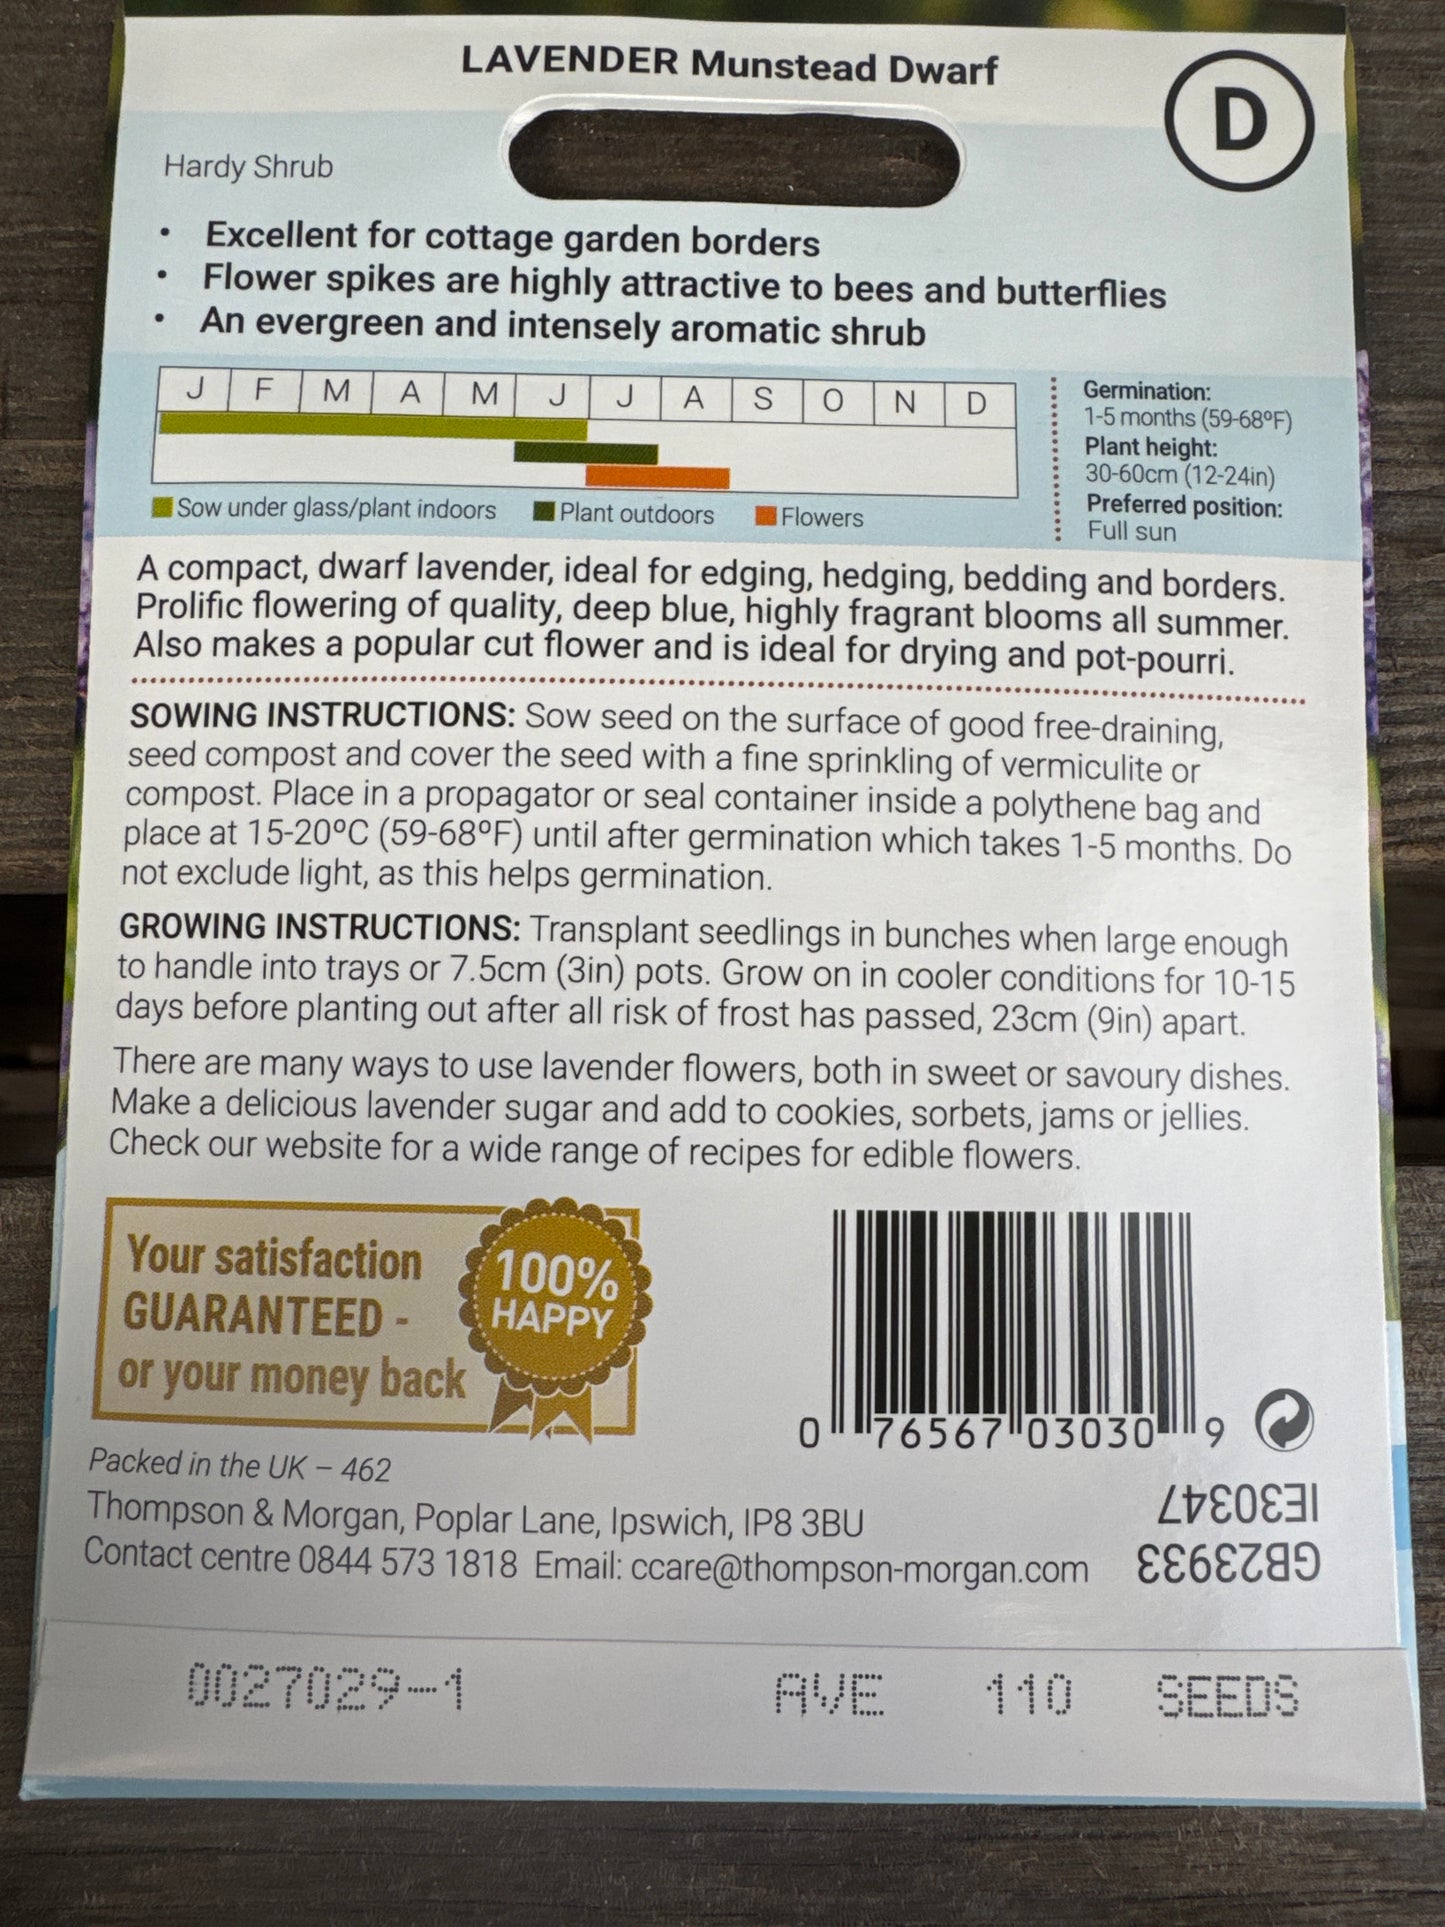 LAVENDER Munstead Dwarf
D
Hardy Shrub
• Excellent for cottage garden borders
• Flower spikes are highly attractive to bees and butterflies
• An evergreen and intensely aromatic shrub
J F M A M J J A S O N D
Sow under glass/plant indoors Plant outdoors Flowers
Germination:
1-5 months (59-68ºF)
Plant height:
30-60cm (12-24in)
Preferred position:
Full sun
A compact, dwarf lavender, ideal for edging, hedging, bedding and borders.
Prolific flowering of quality, deep blue, highly fragrant blooms all summer.
Also makes a popular cut flower and is ideal for drying and pot-pourri.
SOWING INSTRUCTIONS: Sow seed on the surface of good free-draining,
seed compost and cover the seed with a fine sprinkling of vermiculite or
compost. Place in a propagator or seal container inside a polythene bag and
place at 15-20ºC (59-68ºF) until after germination which takes 1-5 months. Do
not exclude light, as this helps germination.
GROWING INSTRUCTIONS: Transplant seedlings in bunches when large enough
to handle into trays or 7.5cm (3in) pots. Grow on in cooler conditions for 10-15
days before planting out after all risk of frost has passed, 23cm (9in) apart.
There are many ways to use lavender flowers, both in sweet or savoury dishes.
Make a delicious lavender sugar and add to cookies, sorbets, jams or jellies.
Check our website for a wide range of recipes for edible flowers.
Your satisfaction
GUARANTEED -
or your money back
100%
HAPPY
0 76567 03030 9
Packed in the UK – 462
Thompson & Morgan, Poplar Lane, Ipswich, IP8 3BU
Contact centre 0844 573 1818 Email: ccare@thompson-morgan.com
GB23933
IE30347
0027029-1 AVE 110 SEEDS